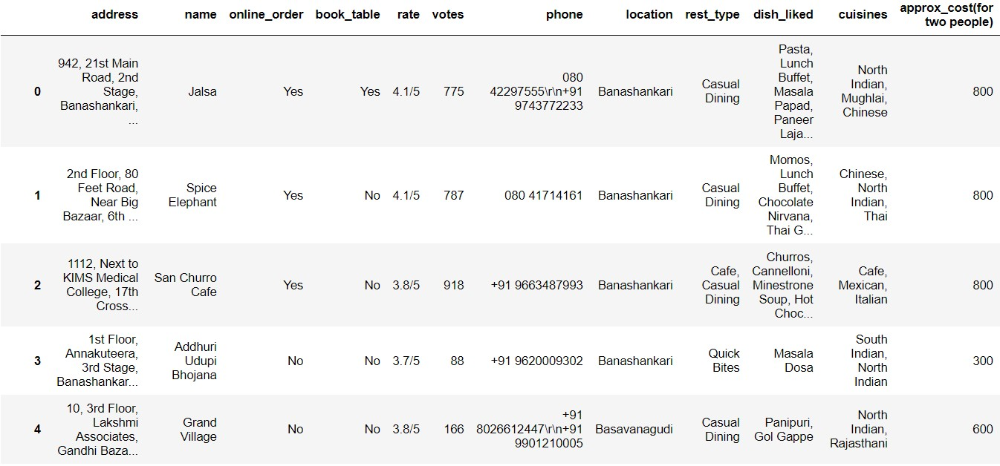 address name online_order book_table rate votes phone location rest_type dish_liked cuisines approx_cost(for two people)
0 942, 21st Main Road, 2nd Stage, Banashankari, ... Jalsa Yes Yes 4.1/5 775 080 42297555\r\n+91 9743772233 Banashankari Casual Dining Pasta, Lunch Buffet, Masala Papad, Paneer Laja... North Indian, Mughlai, Chinese 800
1 2nd Floor, 80 Feet Road, Near Big Bazaar, 6th ... Spice Elephant Yes No 4.1/5 787 080 41714161 Banashankari Casual Dining Momos, Lunch Buffet, Chocolate Nirvana, Thai G... Chinese, North Indian, Thai 800
2 1112, Next to KIMS Medical College, 17th Cross... San Churro Cafe Yes No 3.8/5 918 +91 9663487993 Banashankari Cafe, Casual Dining Churros, Cannelloni, Minestrone Soup, Hot Choc... Cafe, Mexican, Italian 800
3 1st Floor, Annakuteera, 3rd Stage, Banashankar... Addhuri Udupi Bhojana No No 3.7/5 88 +91 9620009302 Banashankari Quick Bites Masala Dosa South Indian, North Indian 300
4 10, 3rd Floor, Lakshmi Associates, Gandhi Baza... Grand Village No No 3.8/5 166 +91 8026612447\r\n+91 9901210005 Basavanagudi Casual Dining Panipuri, Gol Gappe North Indian, Rajasthani 600